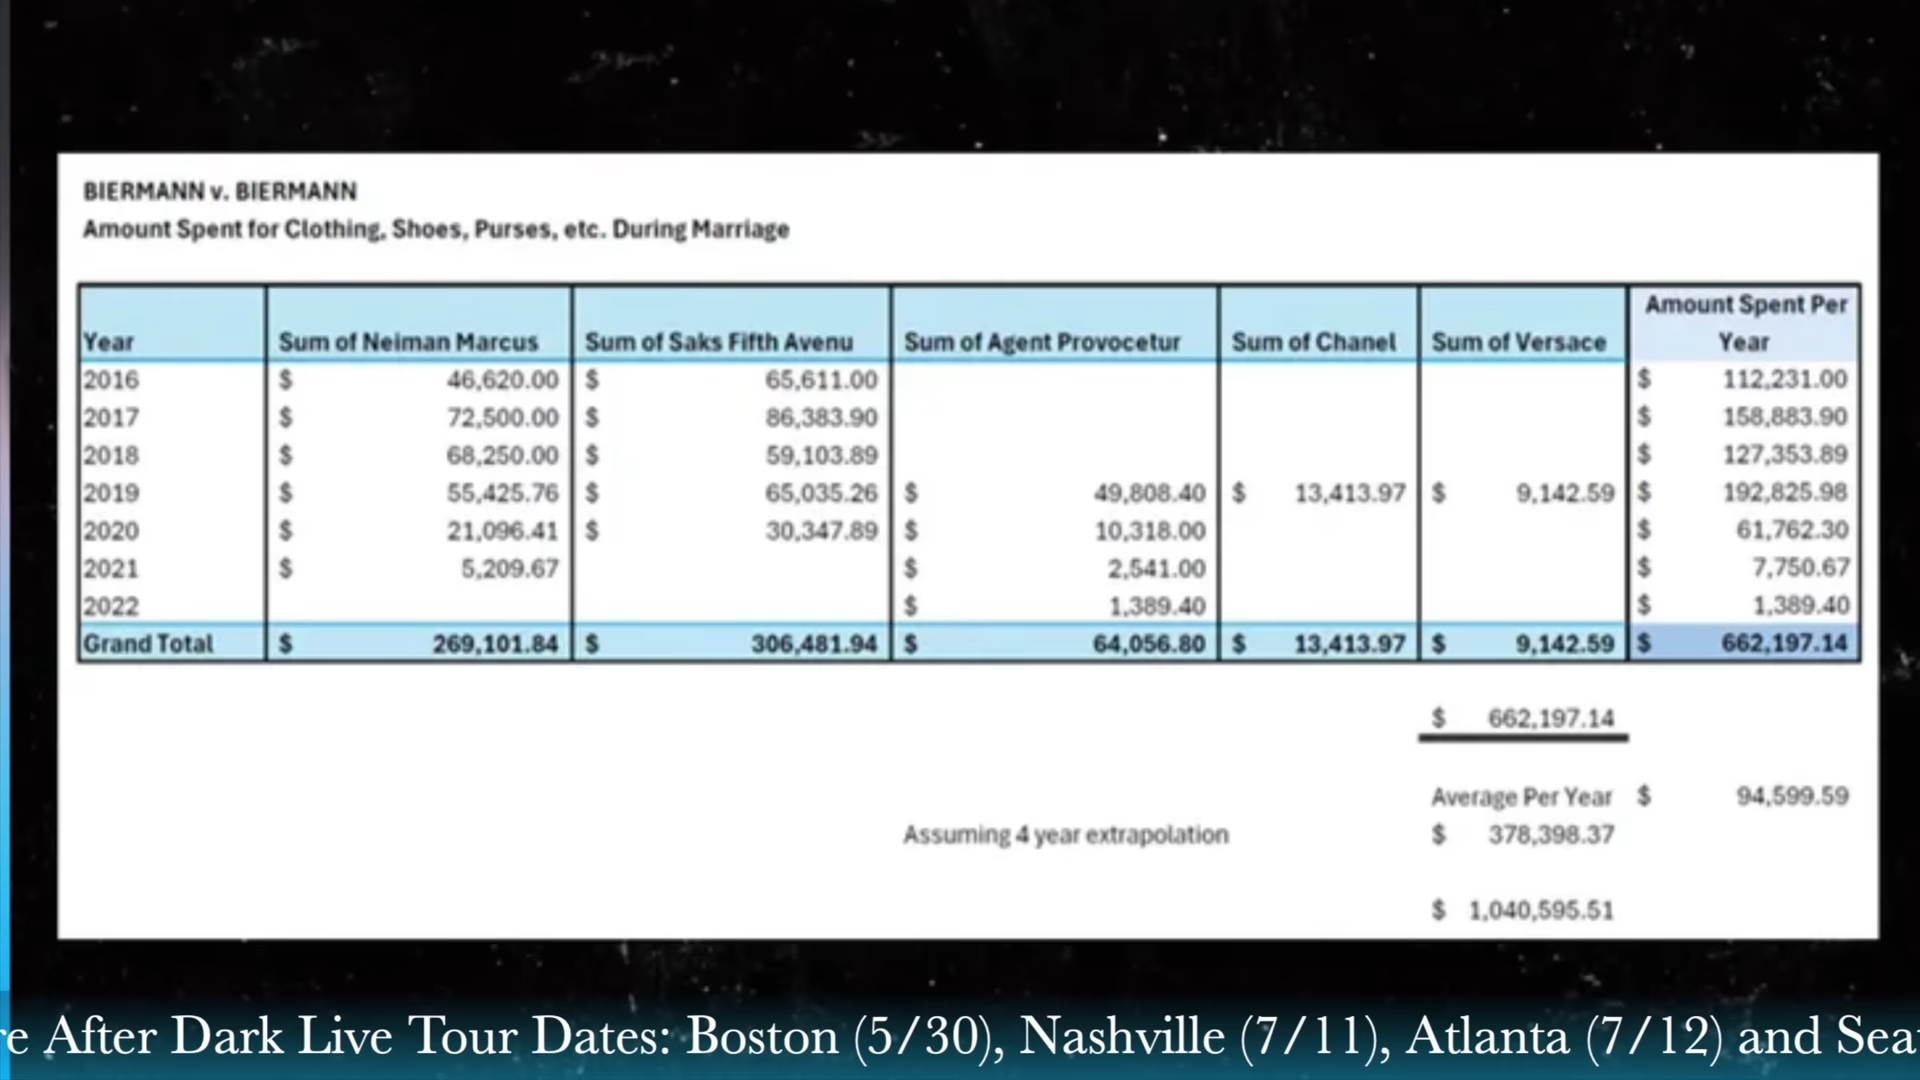 BIERMANN v. BIERMANN
Amount Spent for Clothing, Shoes, Purses, etc. During Marriage
Amount Spent Per
Year Sum of Neiman Marcus Sum of Saks Fifth Avenu Sum of Agent Provocetur Sum of Chanel Sum of Versace Year
2016 $ 46,620.00 $ 65,611.00 $ 112,231.00
2017 $ 72,500.00 $ 86,383.90 $ 158,883.90
2018 $ 68,250.00 $ 59,103.89 $ 127,353.89
2019 $ 55,425.76 $ 65,035.26 $ 49,808.40 $ 13,413.97 $ 9,142.59 $ 192,825.98
2020 $ 21,096.41 $ 30,347.89 $ 10,318.00 $ 61,762.30
2021 $ 5,209.67 $ 2,541.00 $ 7,750.67
2022 $ 1,389.40 $ 1,389.40
Grand Total $ 269,101.84 $ 306,481.94 $ 64,056.80 $ 13,413.97 $ 9,142.59 $ 662,197.14
$ 662,197.14
Average Per Year $ 94,599.59
Assuming 4 year extrapolation $ 378,398.37
$ 1,040,595.51
e After Dark Live Tour Dates: Boston (5/30), Nashville (7/11), Atlanta (7/12) and Sea